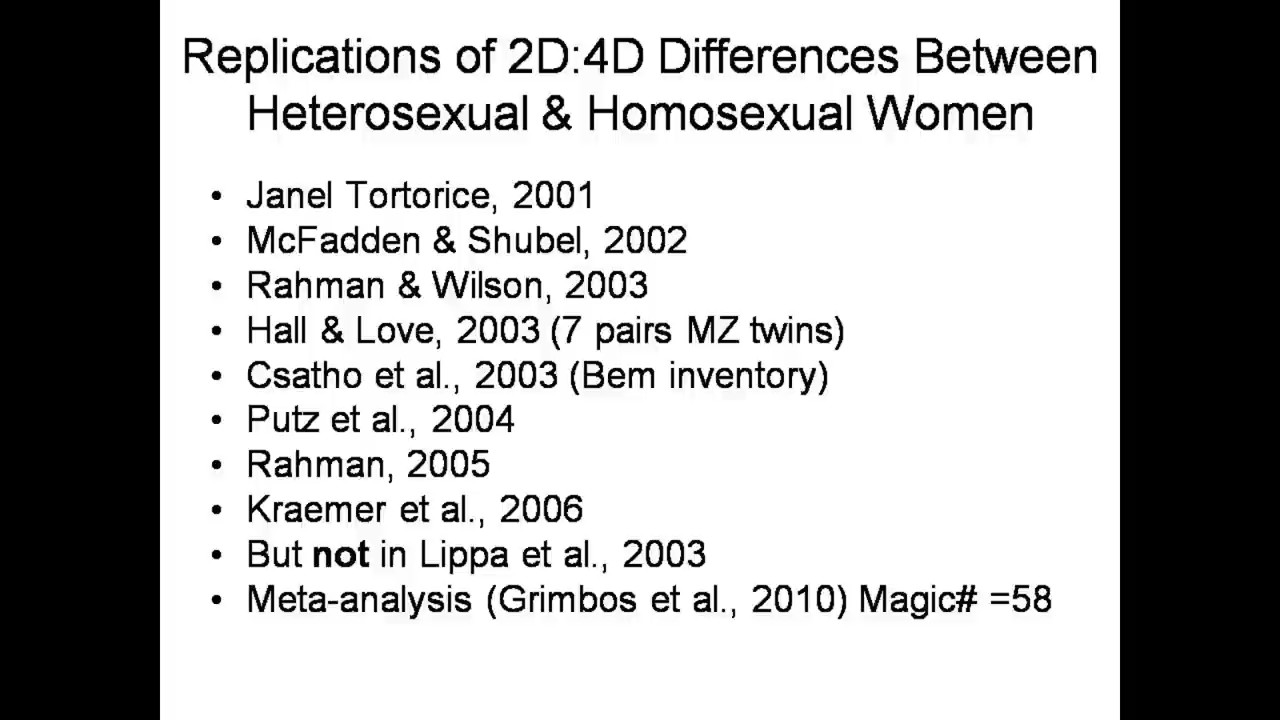 Replications of 2D:4D Differences Between
Heterosexual & Homosexual Women
• Janel Tortorice, 2001
• McFadden & Shubel, 2002
• Rahman & Wilson, 2003
• Hall & Love, 2003 (7 pairs MZ twins)
• Csatho et al., 2003 (Bem inventory)
• Putz et al., 2004
• Rahman, 2005
• Kraemer et al., 2006
• But not in Lippa et al., 2003
• Meta-analysis (Grimbos et al., 2010) Magic# =58